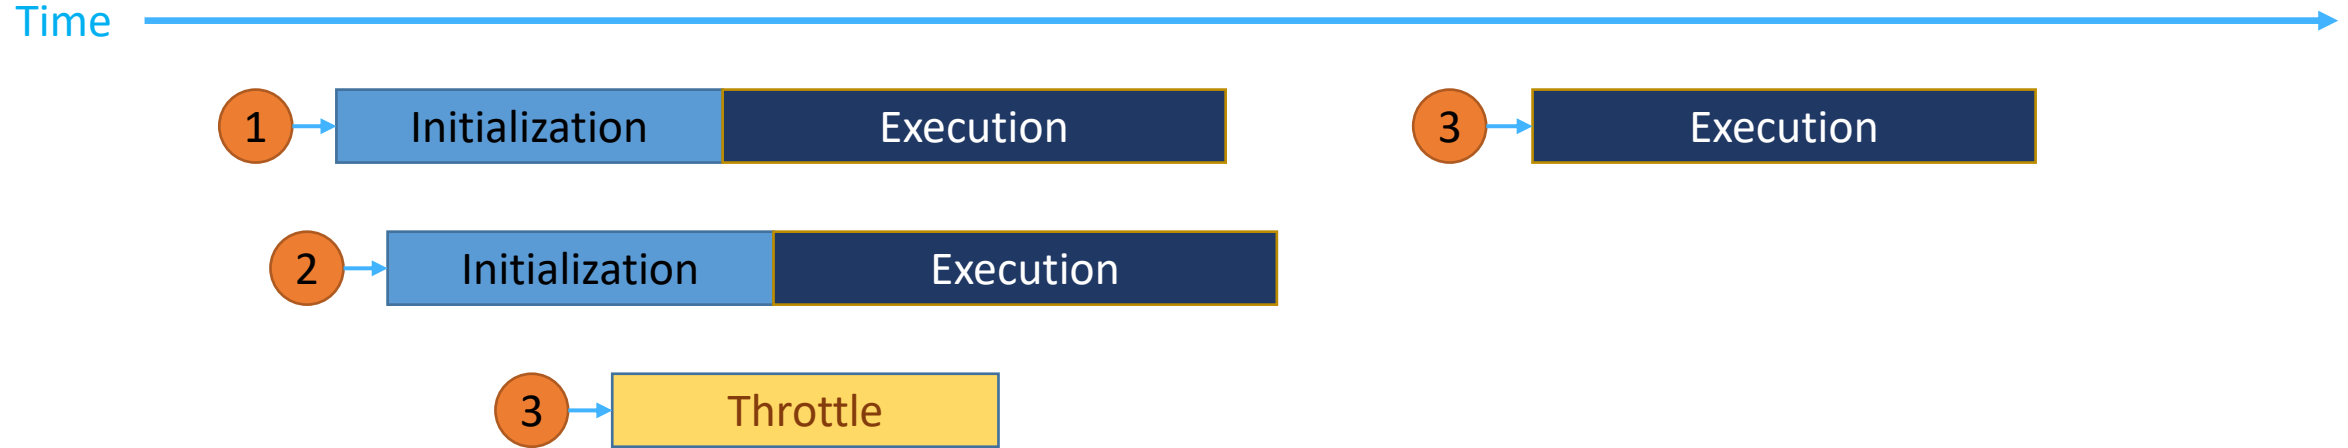 Time
1
Initialization
Execution
3
Execution
2
Initialization
Execution
3
Throttle